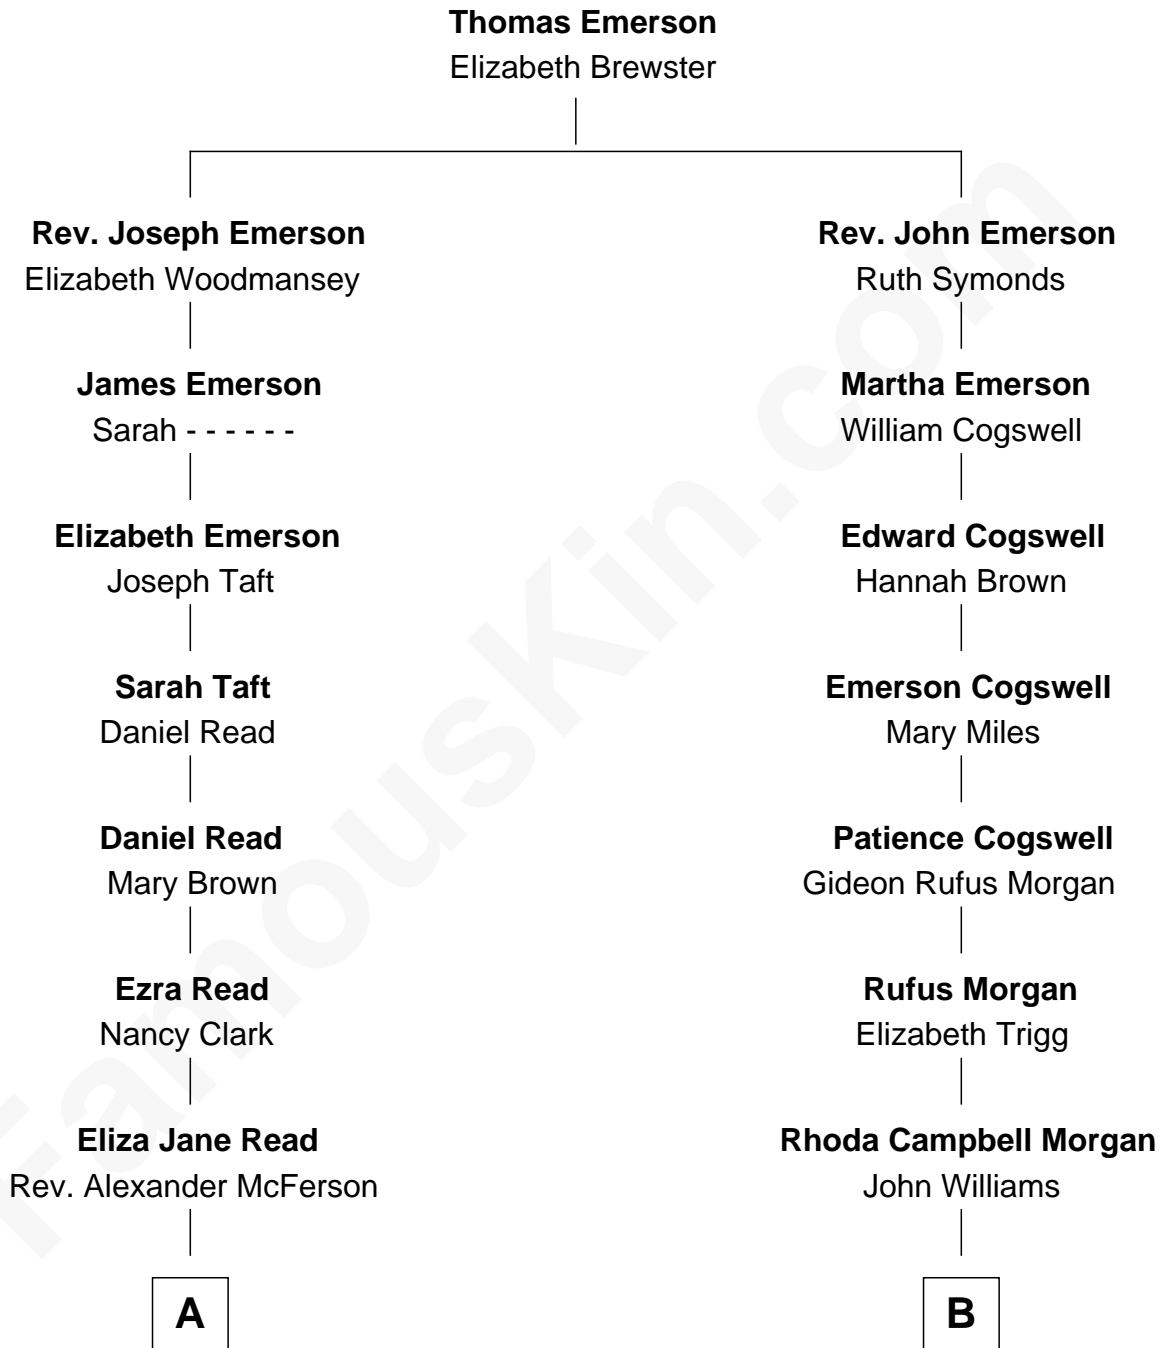 Thomas Emerson
Elizabeth Brewster
Rev. Joseph Emerson
Elizabeth Woodmansey
Rev. John Emerson
Ruth Symonds
James Emerson
Sarah - - - - - -
Martha Emerson
William Cogswell
Elizabeth Emerson
Joseph Taft
Edward Cogswell
Hannah Brown
Sarah Taft
Daniel Read
Emerson Cogswell
Mary Miles
Daniel Read
Mary Brown
Patience Cogswell
Gideon Rufus Morgan
Ezra Read
Nancy Clark
Rufus Morgan
Elizabeth Trigg
Eliza Jane Read
Rev. Alexander McFerson
Rhoda Campbell Morgan
John Williams
A
B
FamousKin.com